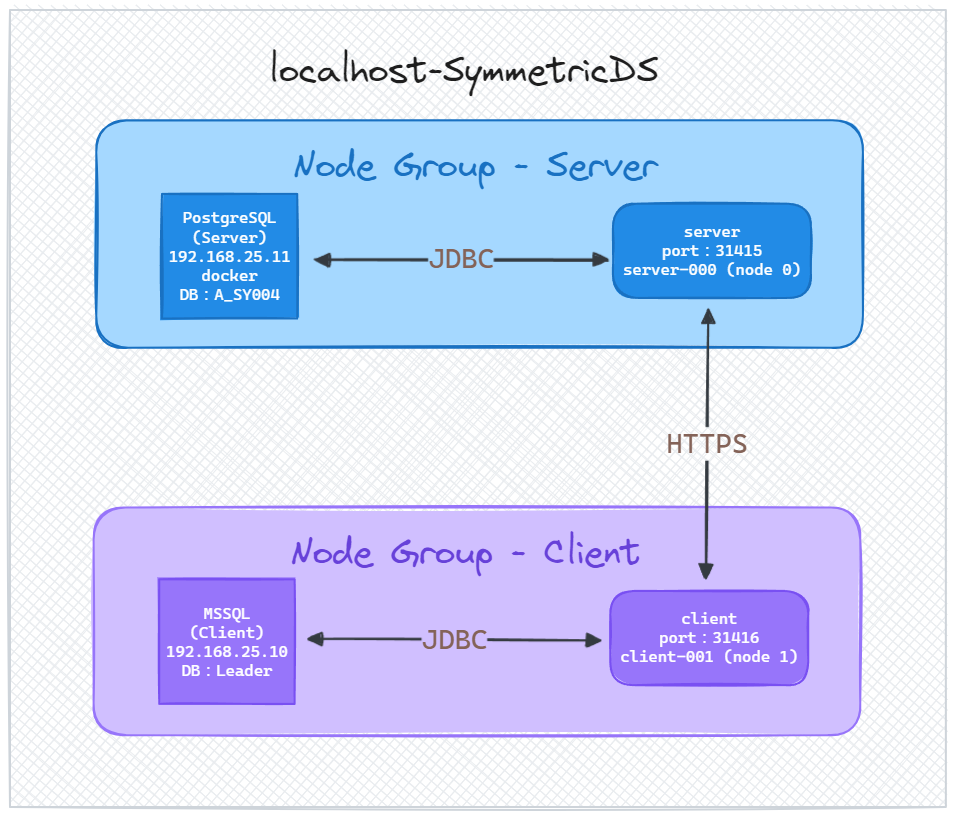 localhost-SymmetricDS
Node Group - Server
PostgreSQL
(Server)
192.168.25.11
docker
DB：A_SY004
JDBC
server
port：31415
server-000 (node 0)
HTTPS
Node Group - Client
MSSQL
(Client)
192.168.25.10
DB：Leader
JDBC
client
port：31416
client-001 (node 1)